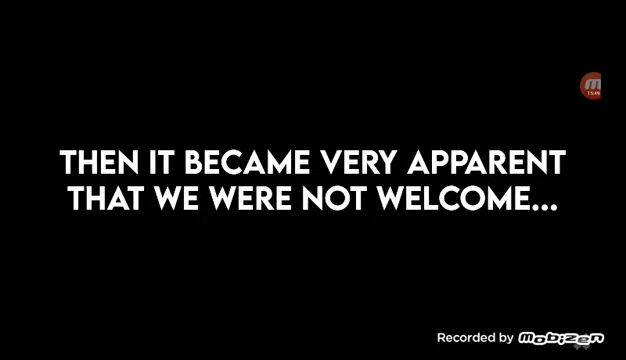 THEN IT BECAME VERY APPARENT
THAT WE WERE NOT WELCOME...
Recorded by mobizen